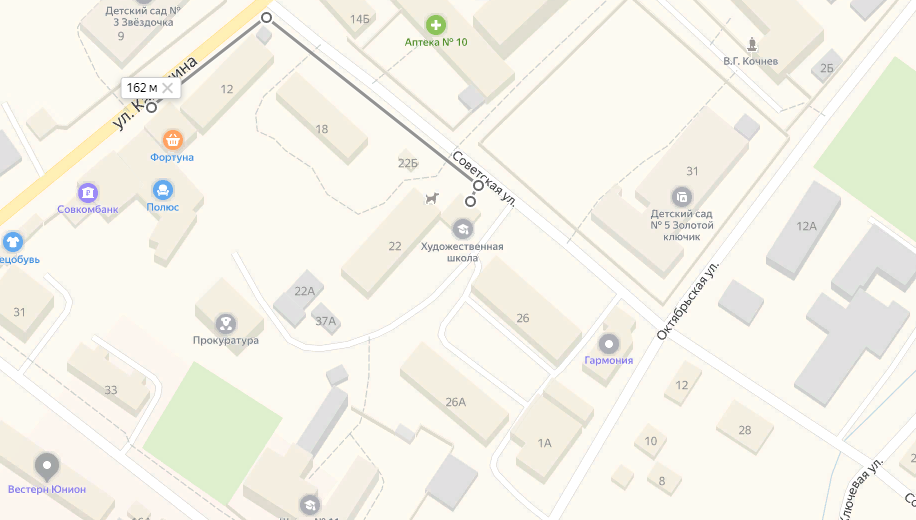 Детский сад №
3 Звёздочка
9
14Б
Аптека № 10
В.Г. Кочнев
2Б
162 м
12
18
Фортуна
22Б
Советская ул.
31
Совкомбанк
Полюс
Детский сад
№ 5 Золотой
ключик
12А
ецобувь
22
Художественная
школа
31
22А
37А
26
Октябрьская ул.
Прокуратура
Гармония
33
26А
12
28
1А
10
8
Вестерн Юнион